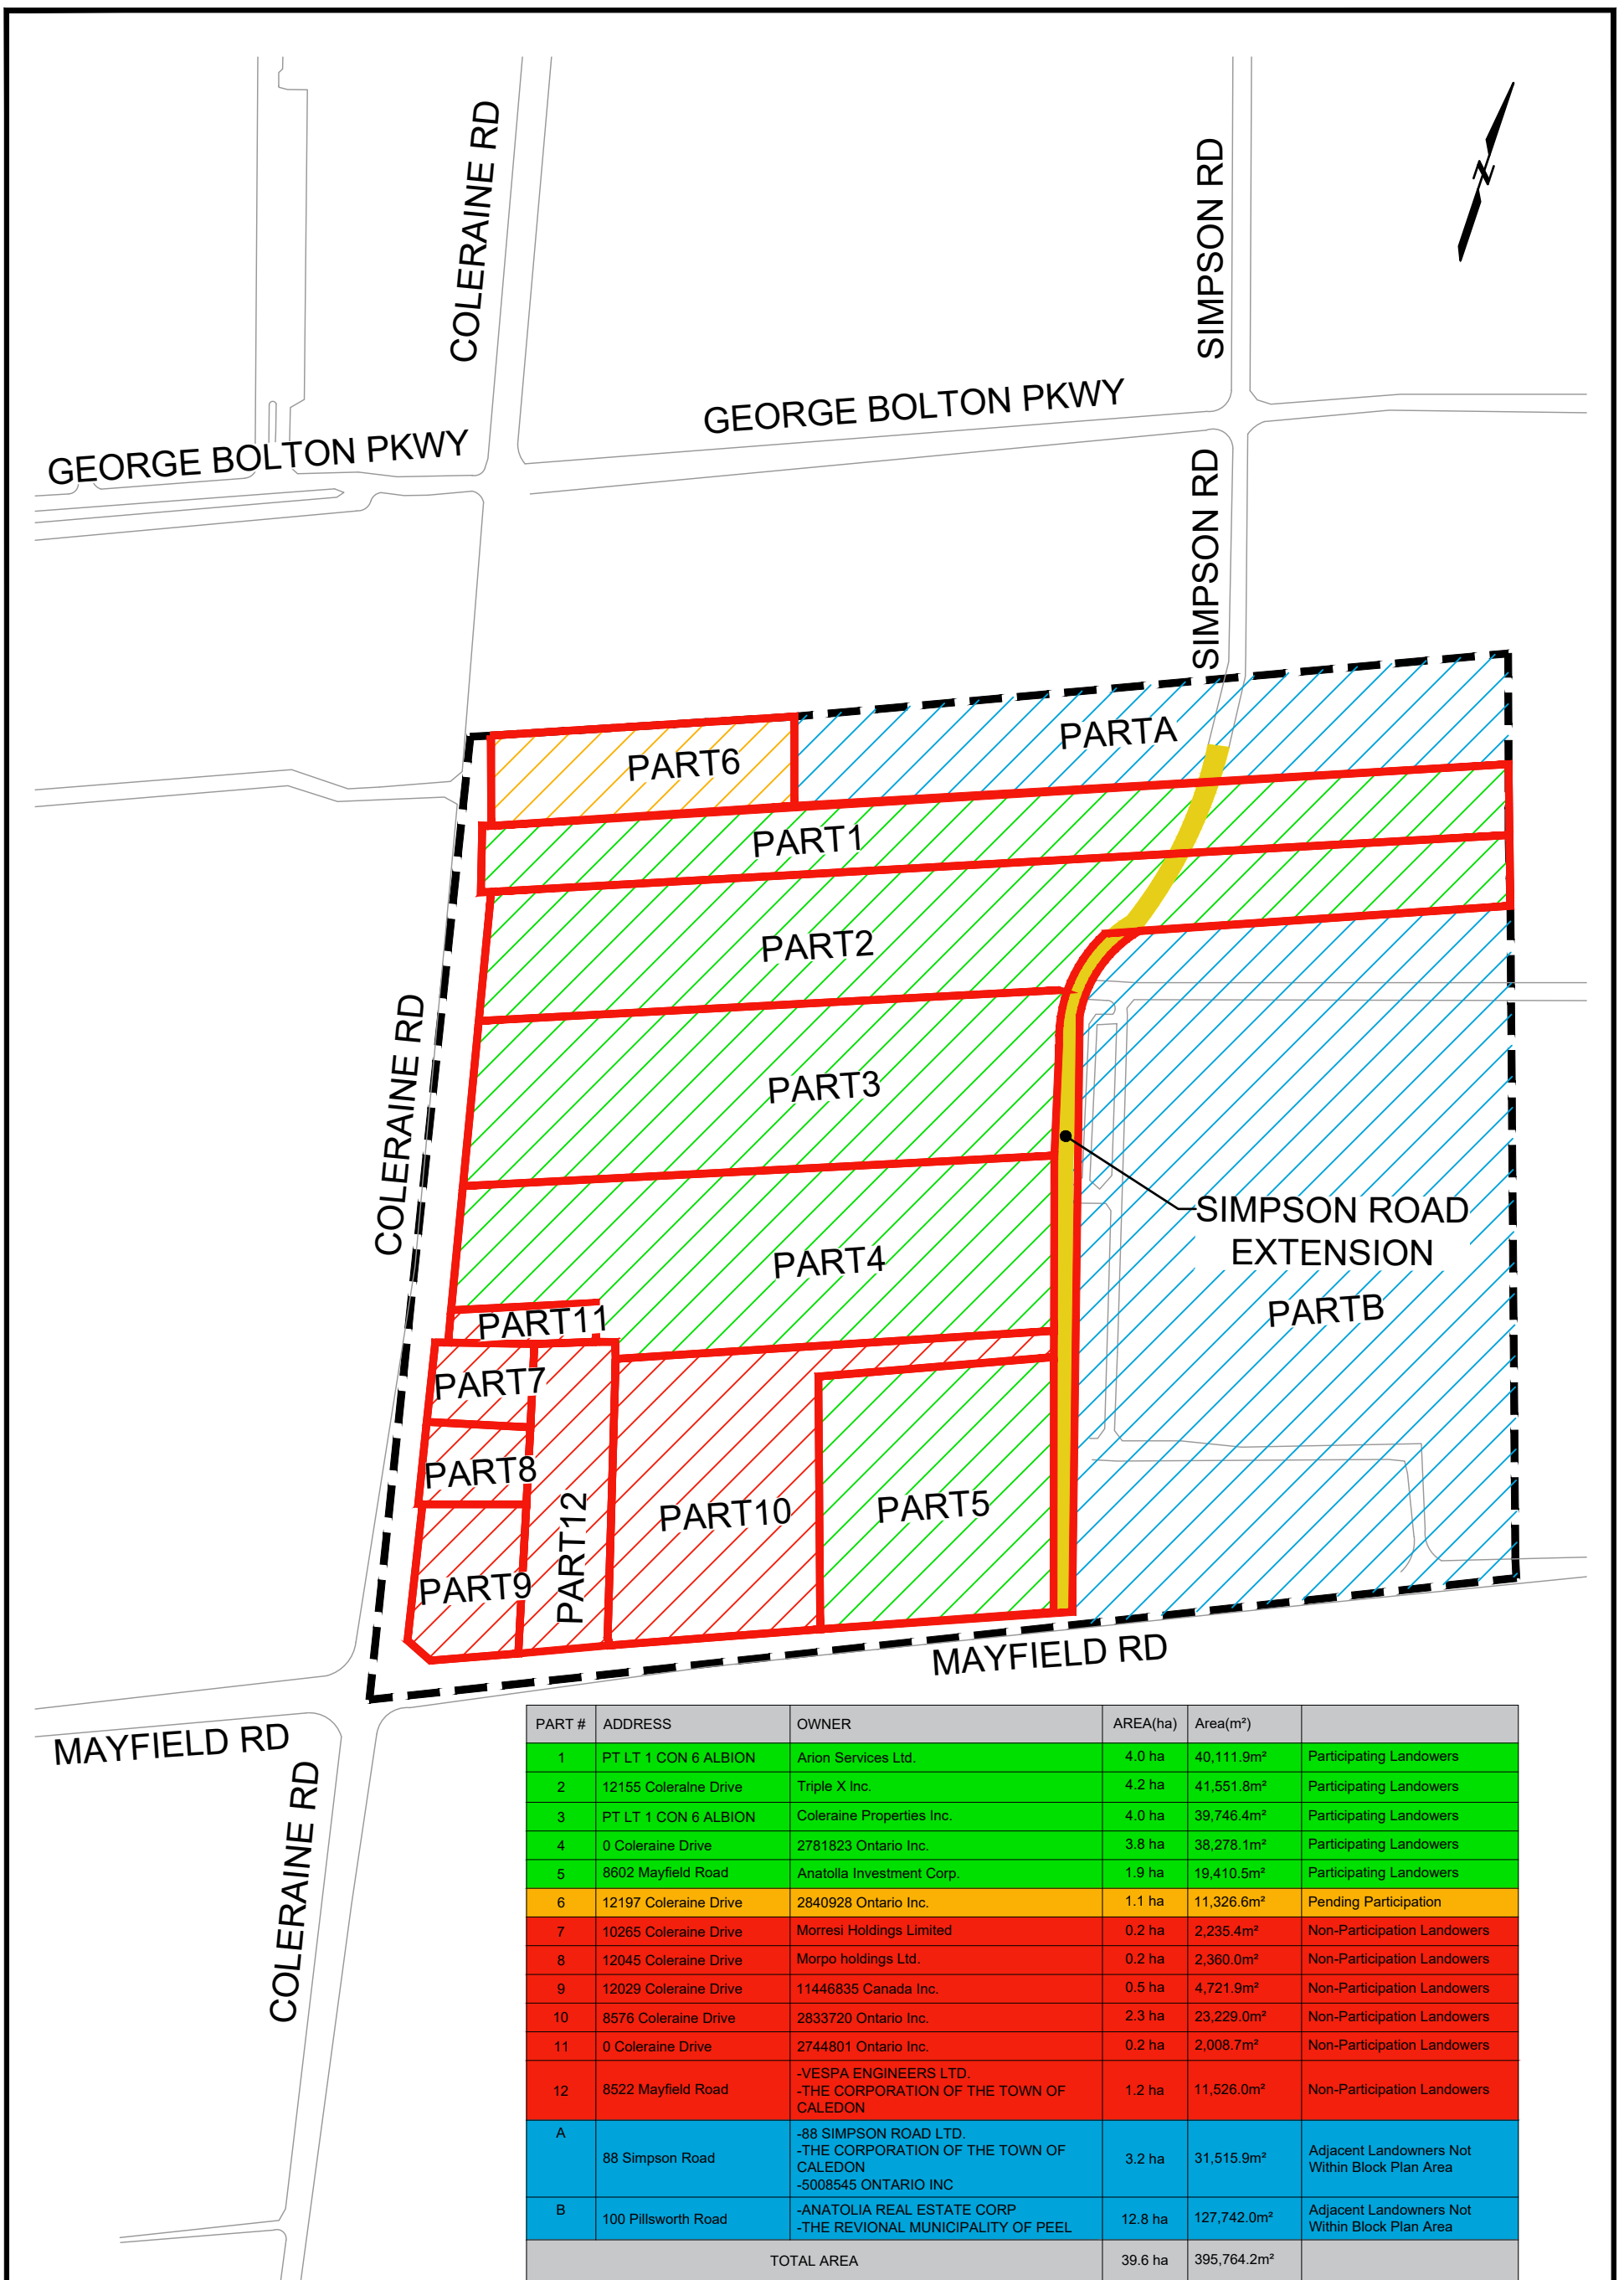 COLERAINE RD
SIMPSON RD
N
GEORGE BOLTON PKWY
GEORGE BOLTON PKWY
SIMPSON RD
PARTA
PART6
PART1
PART2
COLERAINE RD
PART3
SIMPSON ROAD
EXTENSION
PART4
PARTB
PART11
PART7
PART8
PART12
PART10
PART5
PART9
MAYFIELD RD
MAYFIELD RD
COLERAINE RD
PART # ADDRESS OWNER AREA(ha) Area(m²)
1 PT LT 1 CON 6 ALBION Arion Services Ltd. 4.0 ha 40,111.9m² Participating Landowers
2 12155 Coleralne Drive Triple X Inc. 4.2 ha 41,551.8m² Participating Landowers
3 PT LT 1 CON 6 ALBION Coleraine Properties Inc. 4.0 ha 39,746.4m² Participating Landowers
4 0 Coleraine Drive 2781823 Ontario Inc. 3.8 ha 38,278.1m² Participating Landowers
5 8602 Mayfield Road Anatolla Investment Corp. 1.9 ha 19,410.5m² Participating Landowers
6 12197 Coleraine Drive 2840928 Ontario Inc. 1.1 ha 11,326.6m² Pending Participation
7 10265 Coleraine Drive Morresi Holdings Limited 0.2 ha 2,235.4m² Non-Participation Landowers
8 12045 Coleraine Drive Morpo holdings Ltd. 0.2 ha 2,360.0m² Non-Participation Landowers
9 12029 Coleraine Drive 11446835 Canada Inc. 0.5 ha 4,721.9m² Non-Participation Landowers
10 8576 Coleraine Drive 2833720 Ontario Inc. 2.3 ha 23,229.0m² Non-Participation Landowers
11 0 Coleraine Drive 2744801 Ontario Inc. 0.2 ha 2,008.7m² Non-Participation Landowers
-VESPA ENGINEERS LTD.
12 8522 Mayfield Road -THE CORPORATION OF THE TOWN OF 1.2 ha 11,526.0m² Non-Participation Landowers
CALEDON
A -88 SIMPSON ROAD LTD.
-THE CORPORATION OF THE TOWN OF
88 Simpson Road CALEDON 3.2 ha 31,515.9m² Adjacent Landowners Not
-5008545 ONTARIO INC Within Block Plan Area
B -ANATOLIA REAL ESTATE CORP Adjacent Landowners Not
100 Pillsworth Road -THE REVIONAL MUNICIPALITY OF PEEL 12.8 ha 127,742.0m² Within Block Plan Area
TOTAL AREA 39.6 ha 395,764.2m²